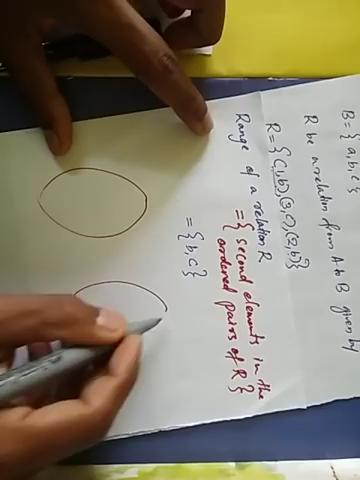 B = {a, b, c}
R be a relation from A to B given by
R = {(1,b), (3,c), (2,b)}
Range of a relation R
= {second elements in the
ordered pairs of R}
= {b, c}